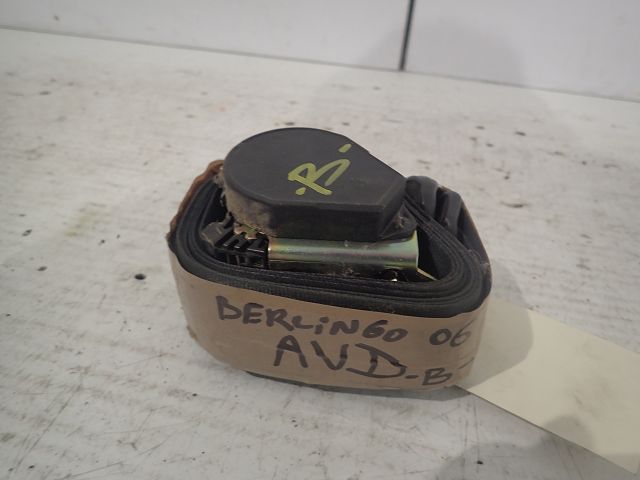 .B.
BERLiNGO 06
AVD-B-